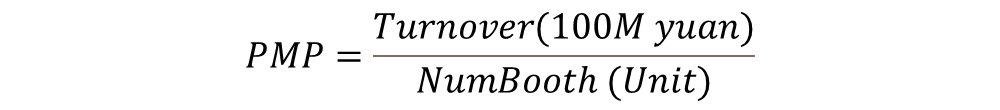 PMP = Turnover(100M yuan) / NumBooth (Unit)